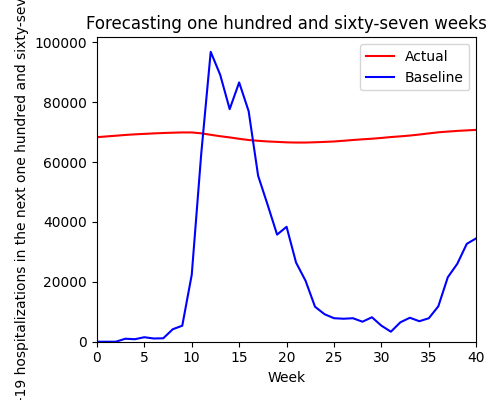 Forecasting one hundred and sixty-seven weeks
-19 hospitalizations in the next one hundred and sixty-sev
100000
80000
60000
40000
20000
0
Actual
Baseline
0 5 10 15 20 25 30 35 40
Week